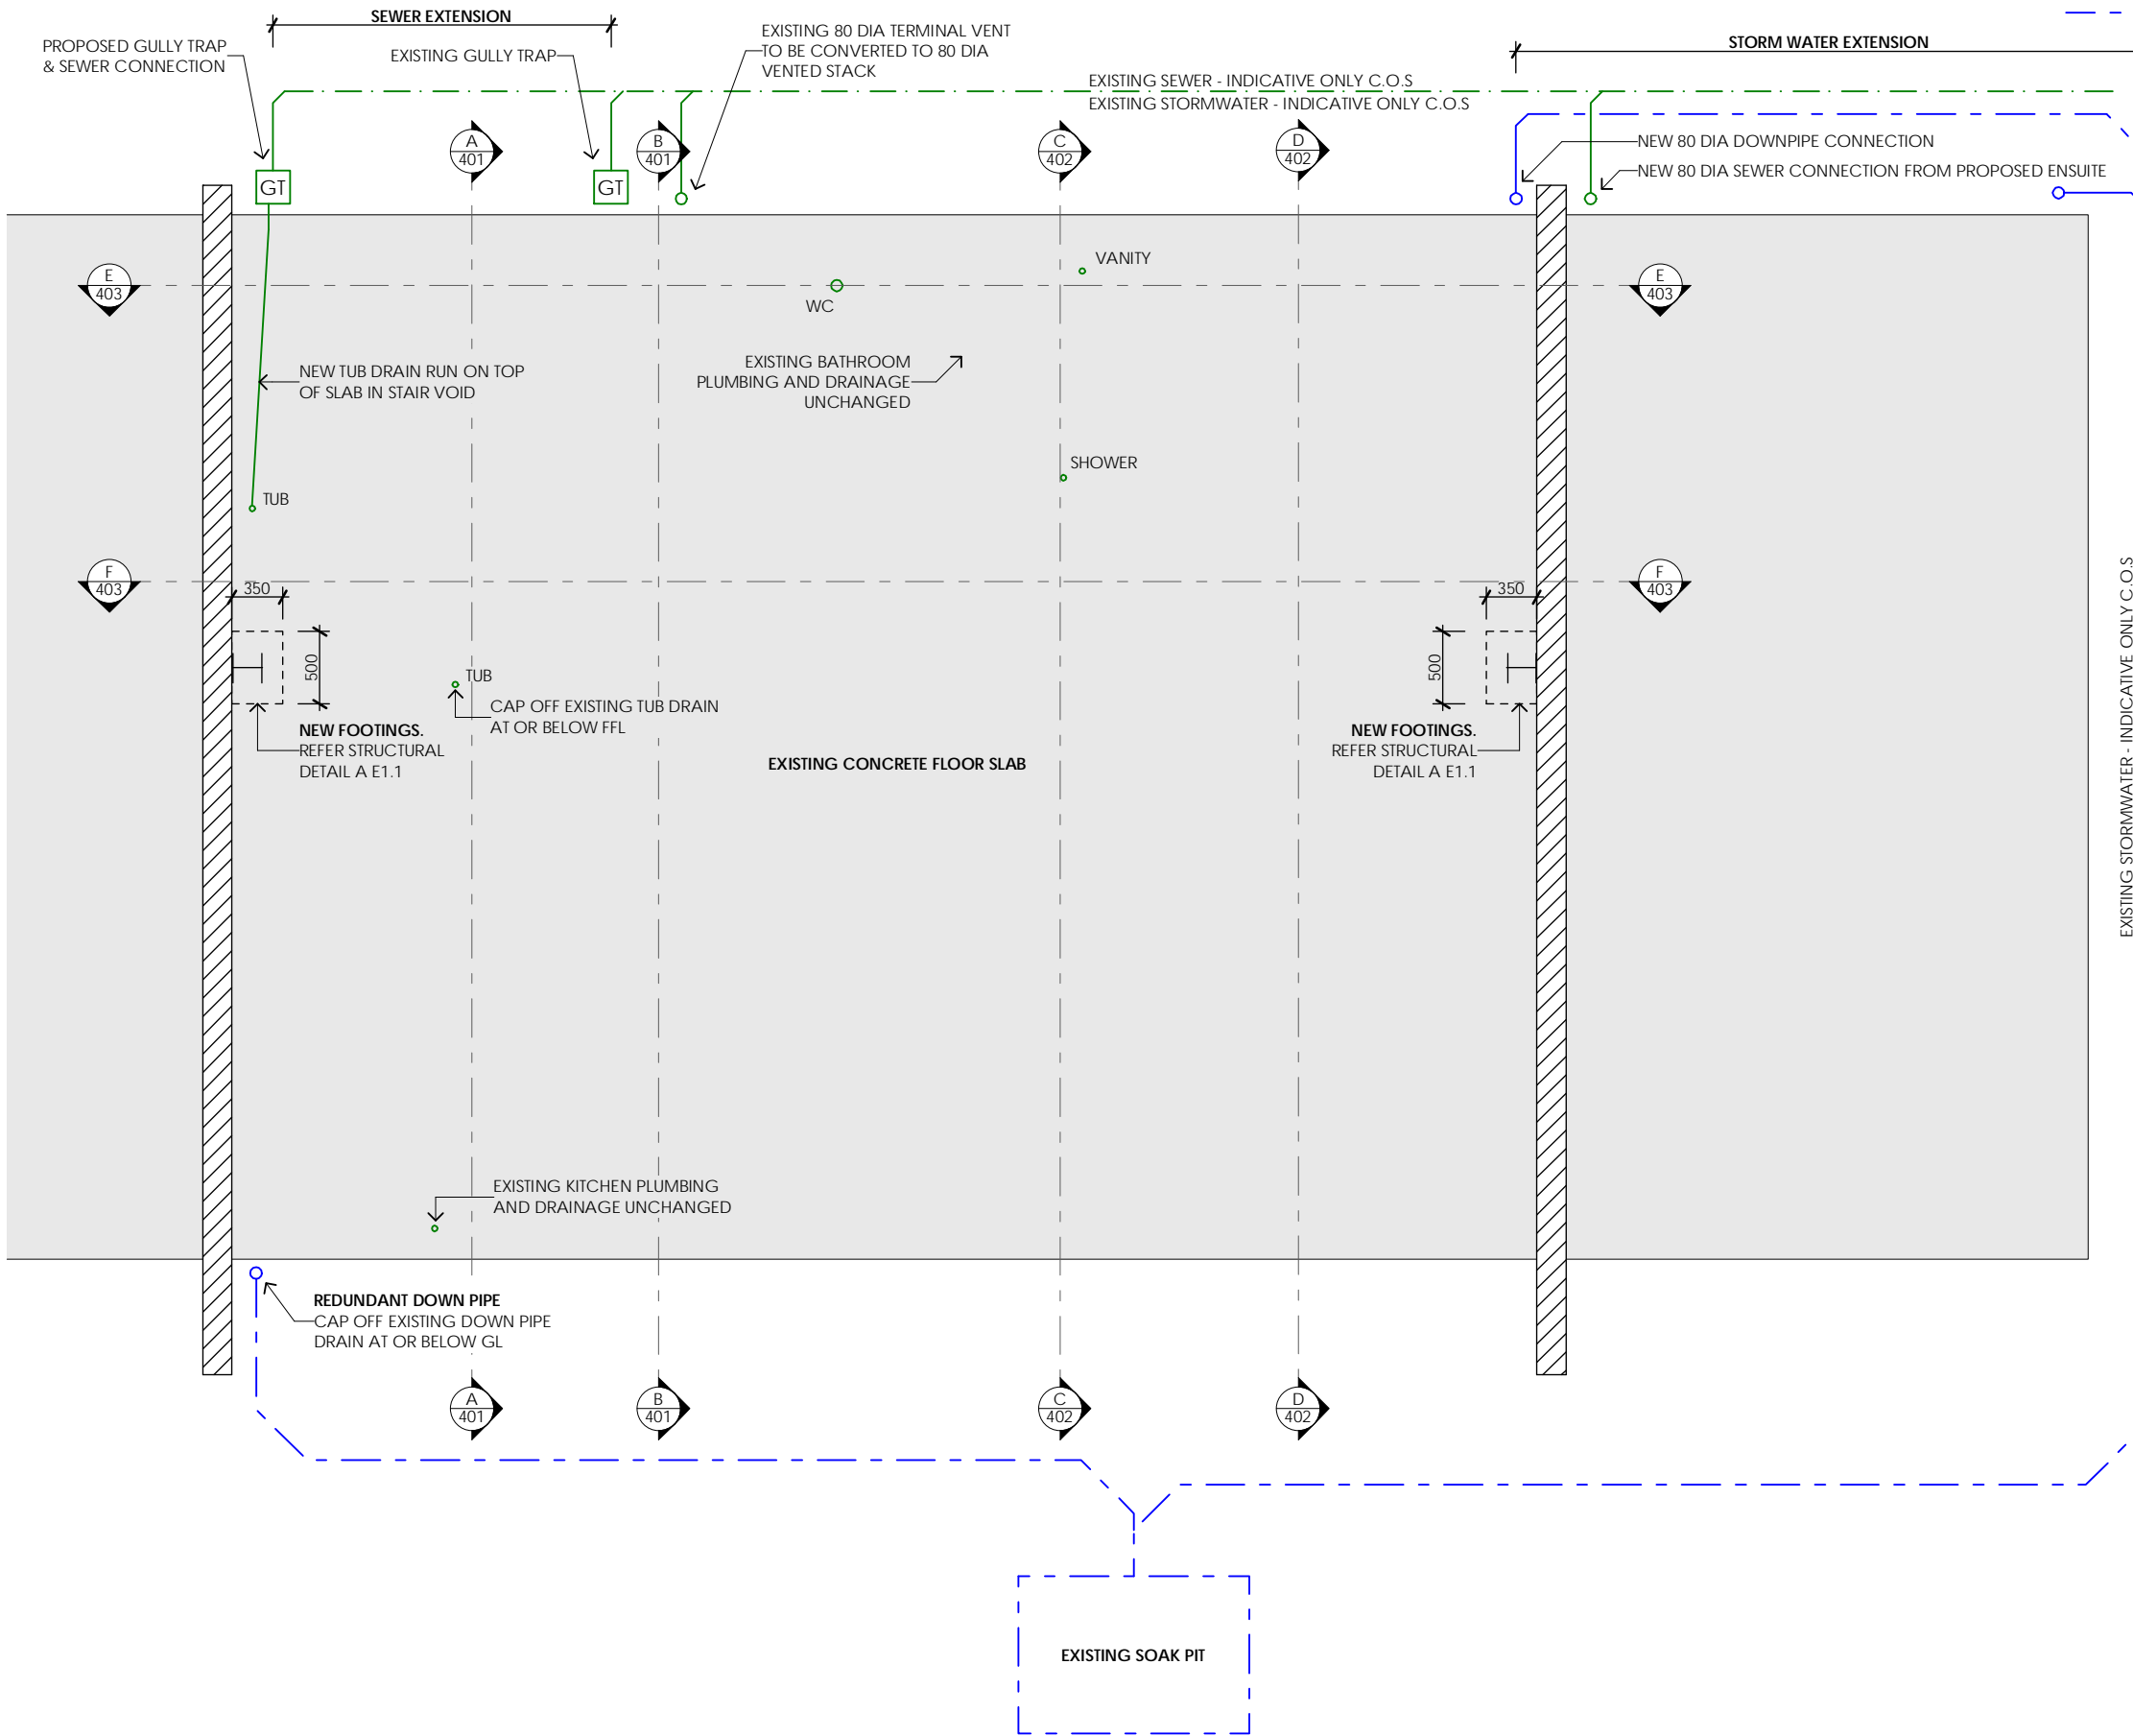 SEWER EXTENSION
PROPOSED GULLY TRAP
& SEWER CONNECTION
EXISTING GULLY TRAP
EXISTING 80 DIA TERMINAL VENT
TO BE CONVERTED TO 80 DIA
VENTED STACK
STORM WATER EXTENSION
EXISTING SEWER - INDICATIVE ONLY C.O.S
EXISTING STORMWATER - INDICATIVE ONLY C.O.S
NEW 80 DIA DOWNPIPE CONNECTION
NEW 80 DIA SEWER CONNECTION FROM PROPOSED ENSUITE
A
401
B
401
C
402
D
402
GT
GT
E
403
VANITY
WC
E
403
NEW TUB DRAIN RUN ON TOP
OF SLAB IN STAIR VOID
EXISTING BATHROOM
PLUMBING AND DRAINAGE
UNCHANGED
SHOWER
TUB
F
403
F
403
350
500
350
500
TUB
CAP OFF EXISTING TUB DRAIN
AT OR BELOW FFL
NEW FOOTINGS.
REFER STRUCTURAL
DETAIL A E1.1
EXISTING CONCRETE FLOOR SLAB
NEW FOOTINGS.
REFER STRUCTURAL
DETAIL A E1.1
EXISTING STORMWATER - INDICATIVE ONLY C.O.S
EXISTING KITCHEN PLUMBING
AND DRAINAGE UNCHANGED
REDUNDANT DOWN PIPE
CAP OFF EXISTING DOWN PIPE
DRAIN AT OR BELOW GL
A
401
B
401
C
402
D
402
EXISTING SOAK PIT